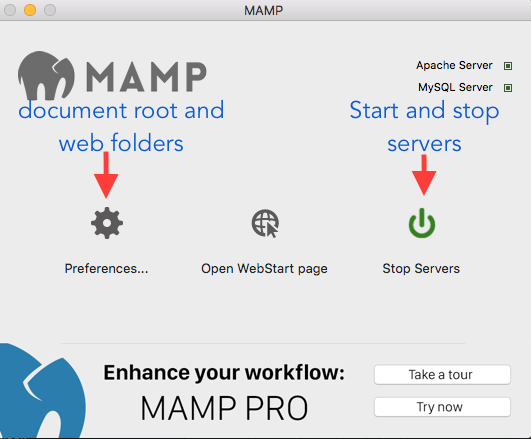 MAMP
MAMP
Apache Server
MySQL Server
document root and
web folders
Start and stop
servers
Preferences...
Open WebStart page
Stop Servers
Enhance your workflow:
MAMP PRO
Take a tour
Try now